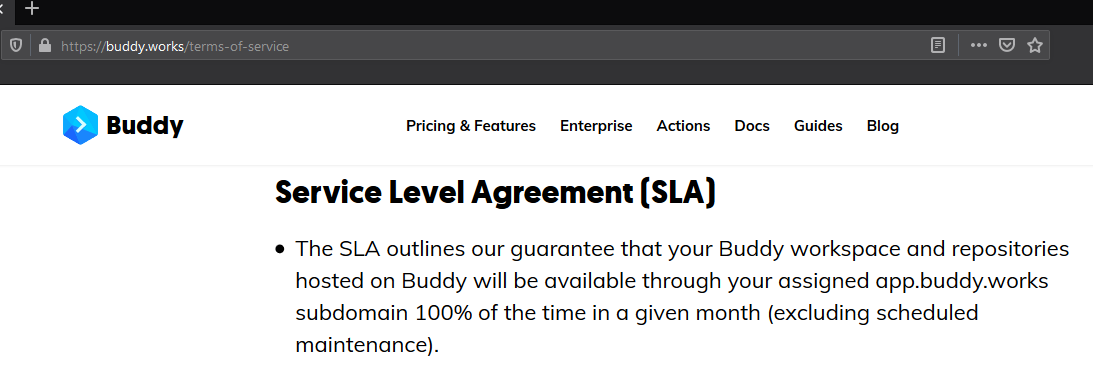 https://buddy.works/terms-of-service
Buddy
Pricing & Features Enterprise Actions Docs Guides Blog
Service Level Agreement (SLA)
• The SLA outlines our guarantee that your Buddy workspace and repositories
hosted on Buddy will be available through your assigned app.buddy.works
subdomain 100% of the time in a given month (excluding scheduled
maintenance).